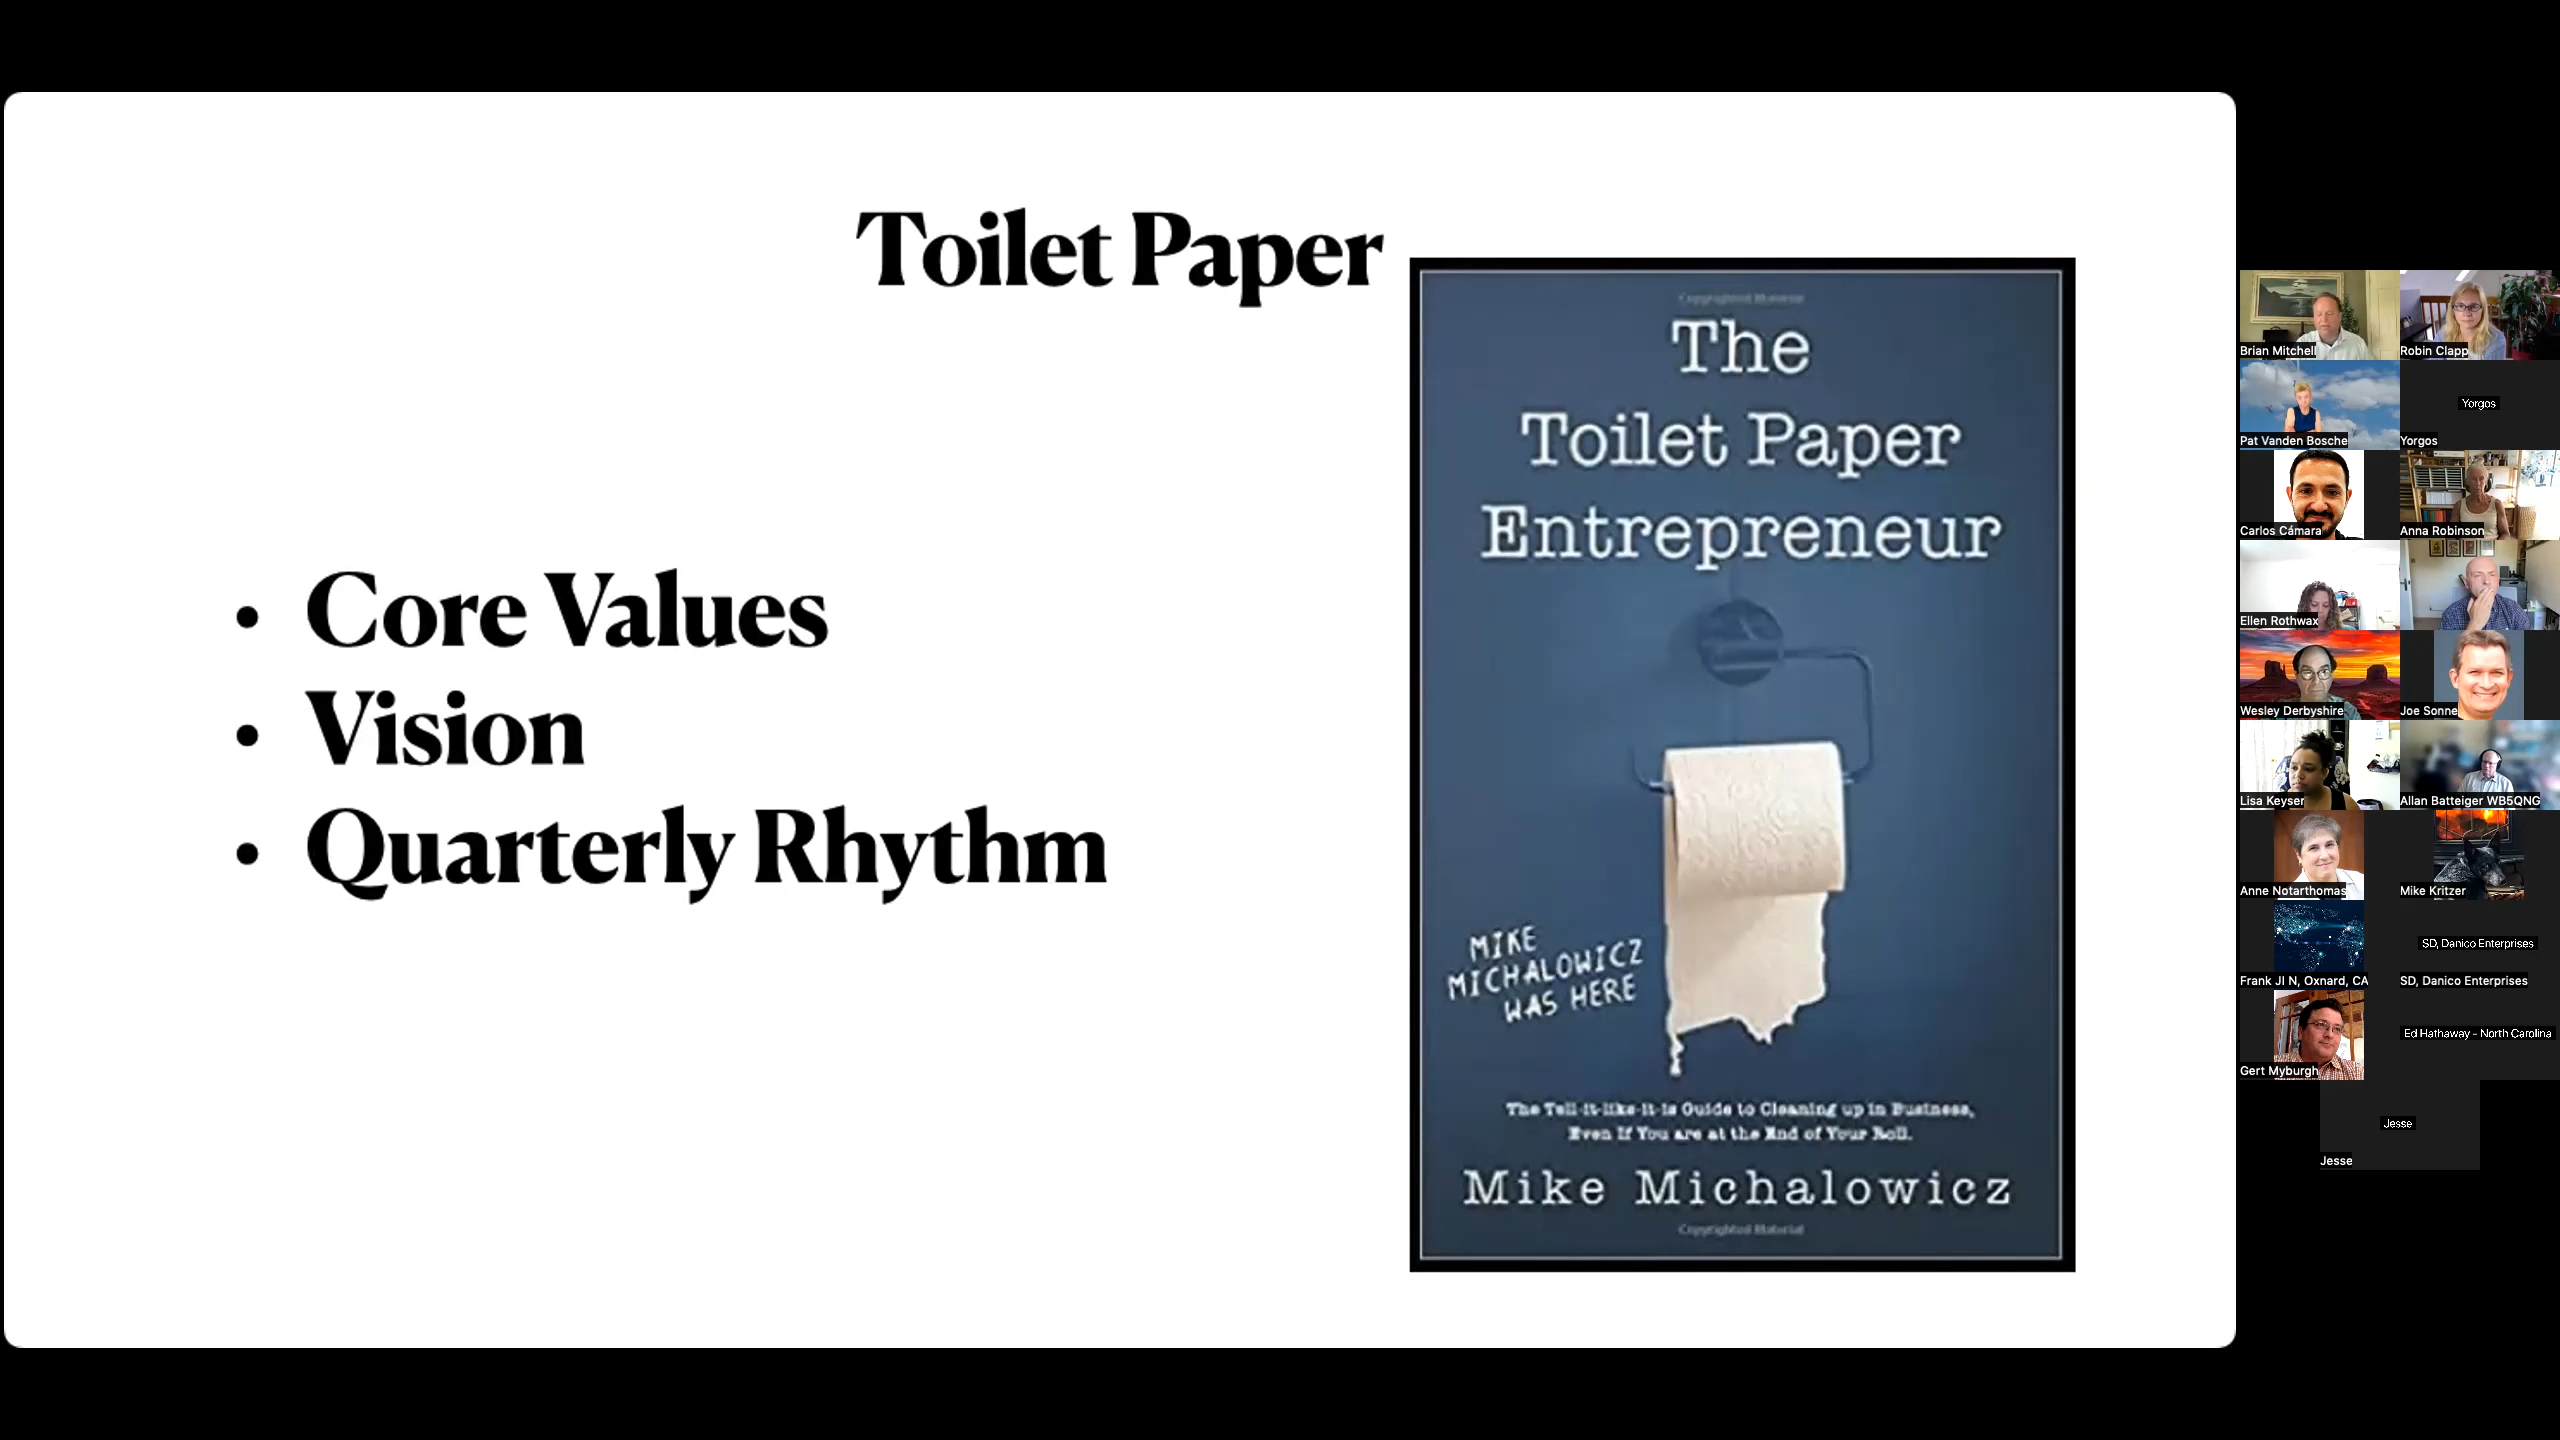 Toilet Paper
• Core Values
• Vision
• Quarterly Rhythm
Copyrighted Material
The
Toilet Paper
Entrepreneur
MIKE
MICHALOWICZ
WAS HERE
The Tell-it-like-it-is Guide to Cleaning up in Business,
Even If You are at the End of Your Roll.
Mike Michalowicz
Copyrighted Material
Brian Mitchell
Robin Clapp
Pat Vanden Bosche
Yorgos
Yorgos
Carlos Cámara
Anna Robinson
Ellen Rothwax
Wesley Derbyshire
Joe Sonne
Lisa Keyser
Allan Batteiger WB5QNG
Anne Notarthomas
Mike Kritzer
Frank JI N, Oxnard, CA
SD, Danico Enterprises
SD, Danico Enterprises
Gert Myburgh
Ed Hathaway - North Carolina
Jesse
Jesse